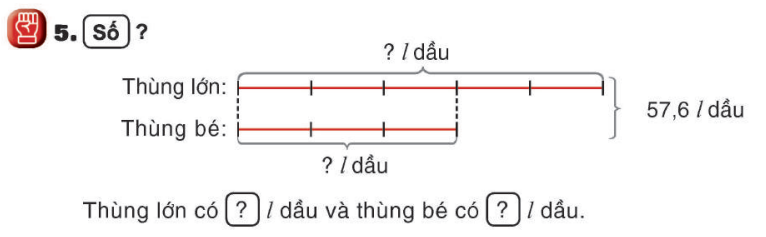 5. Số ?
? l dầu
Thùng lớn:
57,6 l dầu
Thùng bé:
? l dầu
Thùng lớn có ? l dầu và thùng bé có ? l dầu.